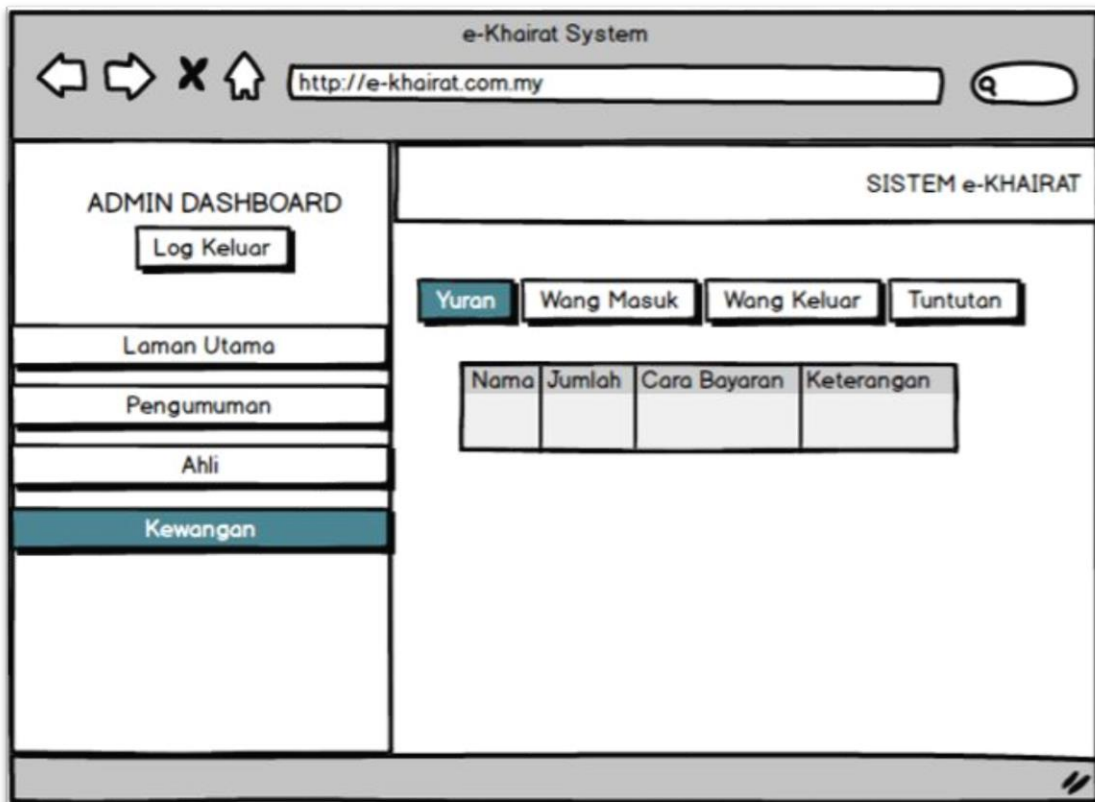 e-Khairat System
http://e-khairat.com.my
ADMIN DASHBOARD
Log Keluar
Laman Utama
Pengumuman
Ahli
Kewangan
SISTEM e-KHAIRAT
Yuran Wang Masuk Wang Keluar Tuntutan
Nama Jumlah Cara Bayaran Keterangan